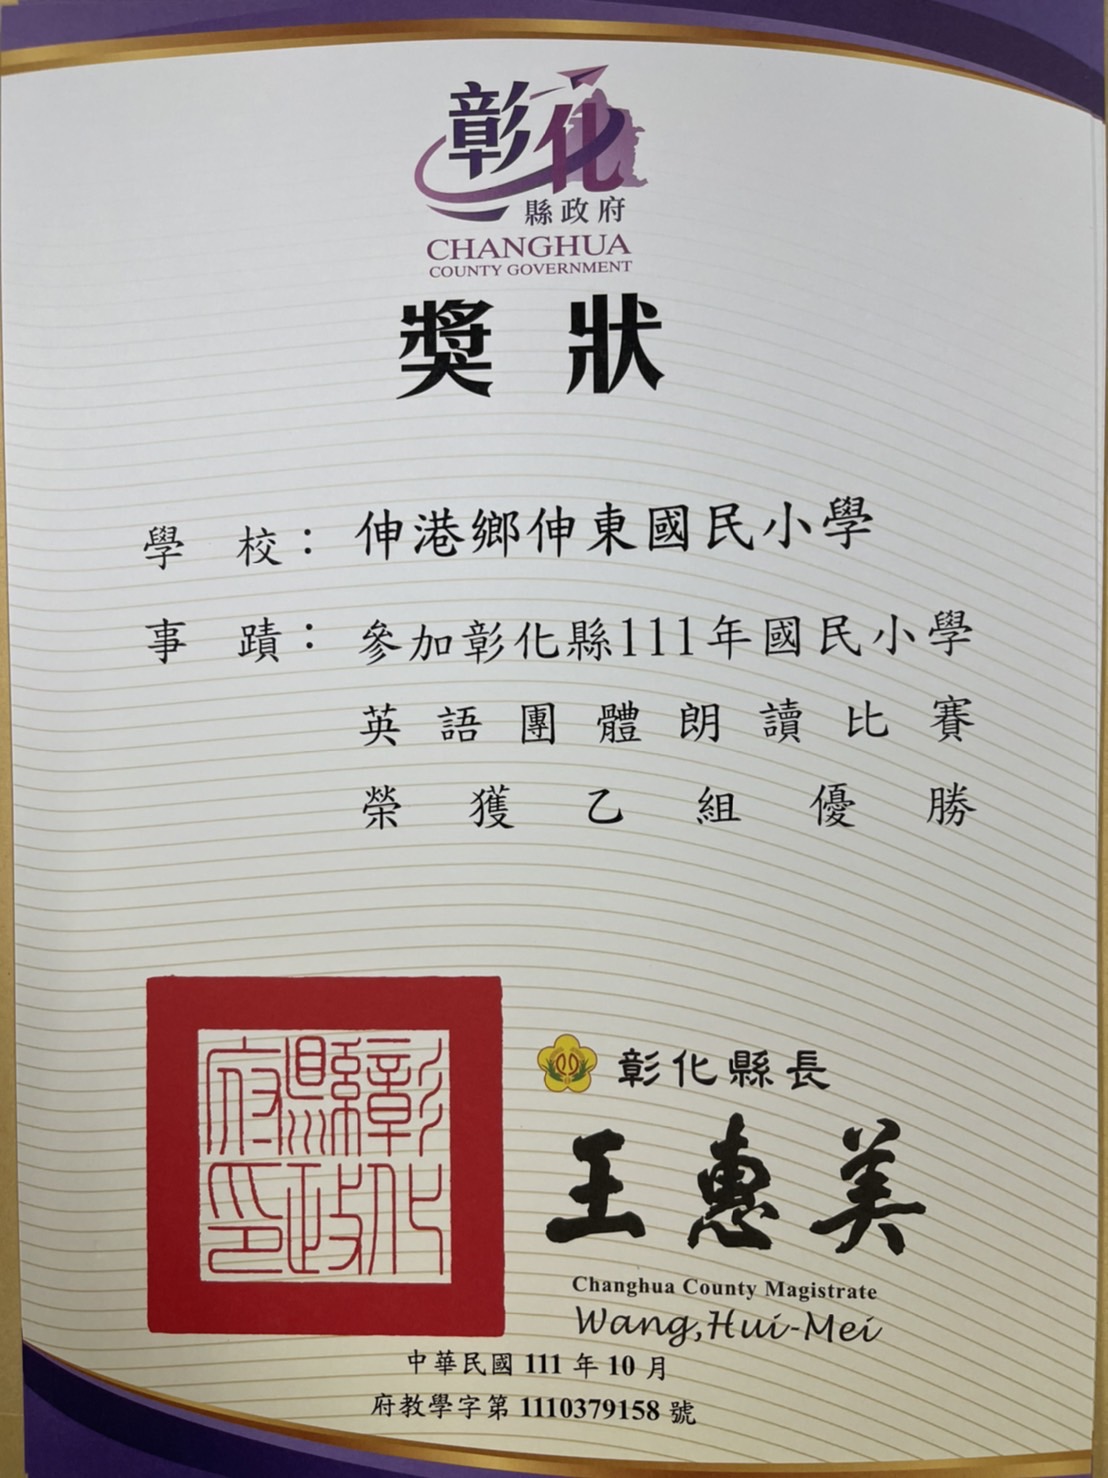 彰化
縣政府
CHANGHUA
COUNTY GOVERNMENT
獎狀
學校：伸港鄉伸東國民小學
事蹟：參加彰化縣111年國民小學
英語團體朗讀比賽
榮獲乙組優勝
彰化縣政府印
彰化縣長
王惠美
Changhua County Magistrate
Wang,Hui-Mei
中華民國 111 年 10 月
府教學字第 1110379158 號